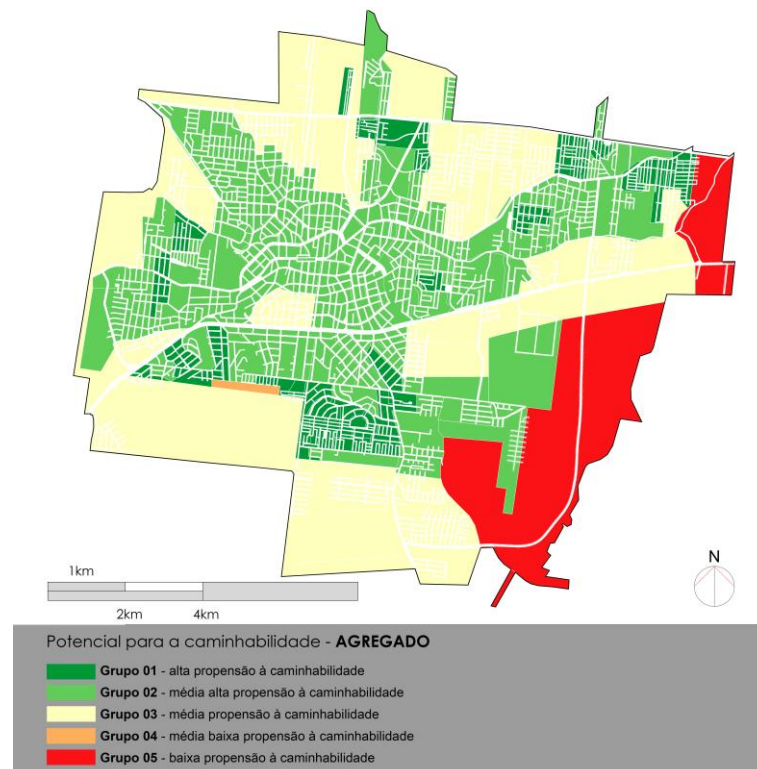 N
1km
2km 4km
Potencial para a caminhabilidade - AGREGADO
Grupo 01 - alta propensão à caminhabilidade
Grupo 02 - média alta propensão à caminhabilidade
Grupo 03 - média propensão à caminhabilidade
Grupo 04 - média baixa propensão à caminhabilidade
Grupo 05 - baixa propensão à caminhabilidade